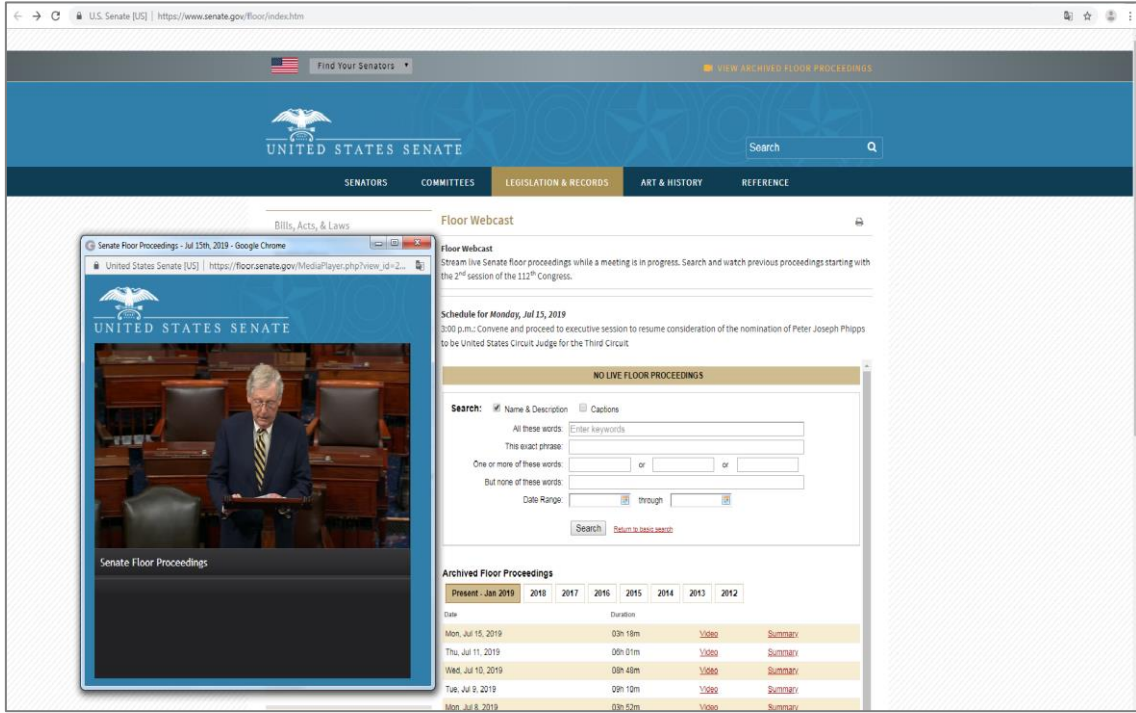 U.S. Senate [US] | https://www.senate.gov/floor/index.htm
Find Your Senators
VIEW ARCHIVED FLOOR PROCEEDINGS
UNITED STATES SENATE
Search
SENATORS COMMITTEES LEGISLATION & RECORDS ART & HISTORY REFERENCE
Bills, Acts, & Laws
Floor Webcast
Senate Floor Proceedings - Jul 15th, 2019 - Google Chrome
United States Senate [US] | https://floor.senate.gov/MediaPlayer.php?view_id=2...
UNITED STATES SENATE
Senate Floor Proceedings
Floor Webcast
Stream live Senate floor proceedings while a meeting is in progress. Search and watch previous proceedings starting with
the 2nd session of the 112th Congress.
Schedule for Monday, Jul 15, 2019
3:00 p.m.: Convene and proceed to executive session to resume consideration of the nomination of Peter Joseph Phipps
to be United States Circuit Judge for the Third Circuit
NO LIVE FLOOR PROCEEDINGS
Search: Name & Description Captions
All these words: Enter keywords
This exact phrase:
One or more of these words: or or
But none of these words:
Date Range: through
Search Return to basic search
Archived Floor Proceedings
Present - Jan 2019 2018 2017 2016 2015 2014 2013 2012
Date Duration
Mon, Jul 15, 2019 03h 18m Video Summary
Thu, Jul 11, 2019 06h 01m Video Summary
Wed, Jul 10, 2019 08h 48m Video Summary
Tue, Jul 9, 2019 09h 10m Video Summary
Mon, Jul 8, 2019 03h 52m Video Summary